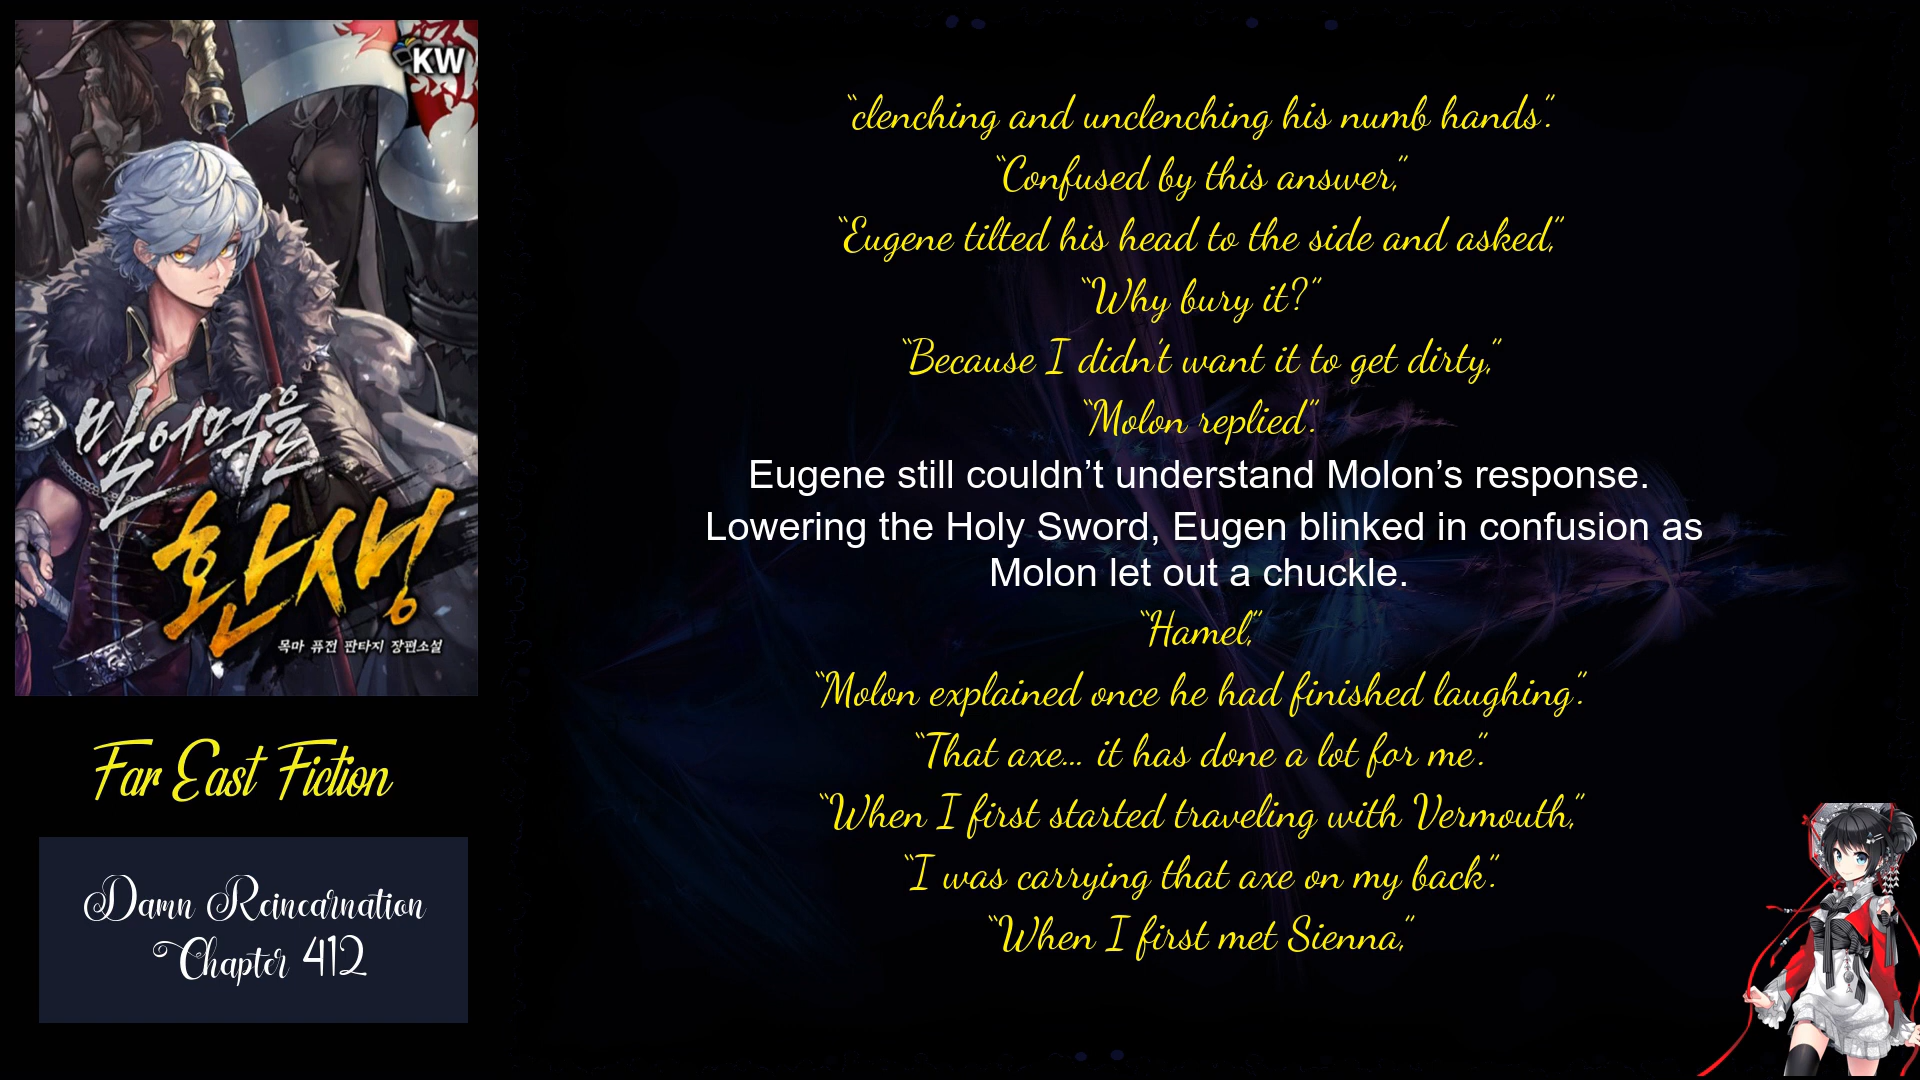 KW
빌어먹을
환생
목마 퓨전 판타지 장편소설
Far East Fiction
Damn Reincarnation
Chapter 412
“clenching and unclenching his numb hands”.
“Confused by this answer,”
“Eugene tilted his head to the side and asked,”
“Why bury it?”
“Because I didn’t want it to get dirty,”
“Molon replied”.
Eugene still couldn’t understand Molon’s response.
Lowering the Holy Sword, Eugen blinked in confusion as
Molon let out a chuckle.
“Hamel,”
“Molon explained once he had finished laughing”.
“That axe… it has done a lot for me”.
“When I first started traveling with Vermouth,”
“I was carrying that axe on my back”.
“When I first met Sienna,”